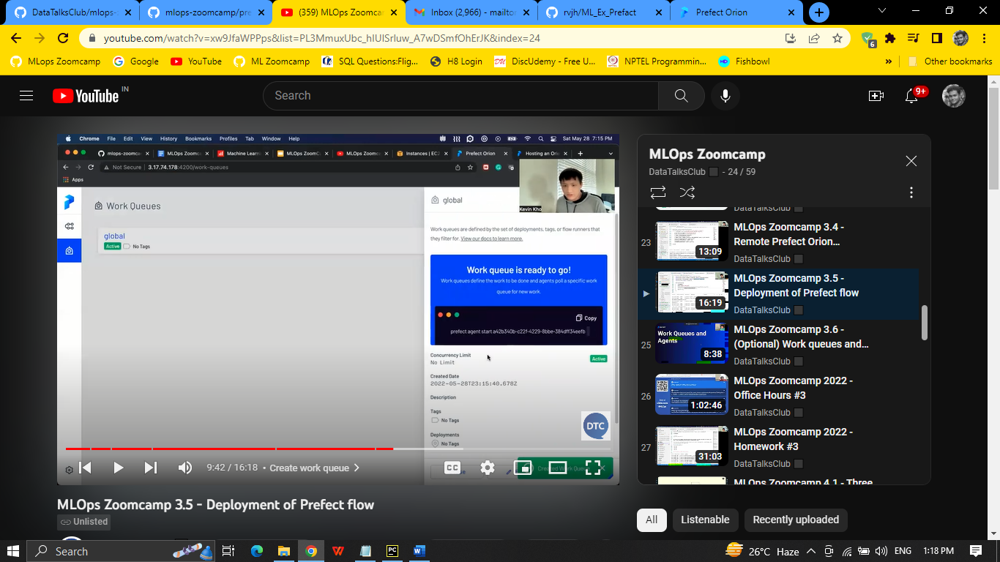 DataTalksClub/mlops-
mlops-zoomcamp/pre
(359) MLOps Zoomcam
Inbox (2,966) - mailto
rvjh/ML_Ex_Prefact
Prefect Orion
youtube.com/watch?v=xw9JfaWPPps&list=PL3MmuxUbc_hIUISrluw_A7wDSmfOhErJK&index=24
6
MLops Zoomcamp
Google
YouTube
ML Zoomcamp
SQL Questions:Flig...
H8 Login
DiscUdemy - Free U...
NPTEL Programmin...
Fishbowl
»
Other bookmarks
YouTube IN
Search
9+
Chrome File Edit View History Bookmarks Profiles Tab Window Help
Sat May 28 7:15 PM
mlops-zoomca
MLOps Zoomc
Machine Learn
MLOps ZoomC
MLOps Zoomc
Instances | EC2
Prefect Orion
Hosting an Ori
Not Secure | 3.17.74.178:4200/work-queues
Apps
Kevin Kho
Work Queues
global
Active
No Tags
global
Work queues are defined by the set of deployments, tags, or flow runners that
they filter for. View our docs to learn more.
Work queue is ready to go!
Work queues define the work to be done and agents poll a specific work
queue for new work.
Copy
prefect agent start a42b340b-c22f-4229-8bbe-384dff34eefb
Concurrency Limit
No Limit
Active
Created Date
2022-05-28T23:15:40.678Z
Description
Tags
No Tags
Deployments
No Tags
DTC
Created Work Queue
9:42 / 16:18 • Create work queue
CC
MLOps Zoomcamp 3.5 - Deployment of Prefect flow
Unlisted
MLOps Zoomcamp
DataTalksClub - 24 / 59
DataTalksClub
23
13:09
MLOps Zoomcamp 3.4 -
Remote Prefect Orion...
DataTalksClub
16:19
MLOps Zoomcamp 3.5 -
Deployment of Prefect flow
DataTalksClub
25
Work Queues and
Agents
8:38
MLOps Zoomcamp 3.6 -
(Optional) Work queues and...
DataTalksClub
26
1:02:46
MLOps Zoomcamp 2022 -
Office Hours #3
DataTalksClub
27
31:03
MLOps Zoomcamp 2022 -
Homework #3
DataTalksClub
MLOps Zoomcamp 4.1 - Three
All
Listenable
Recently uploaded
Search
26°C Haze
ENG
1:18 PM